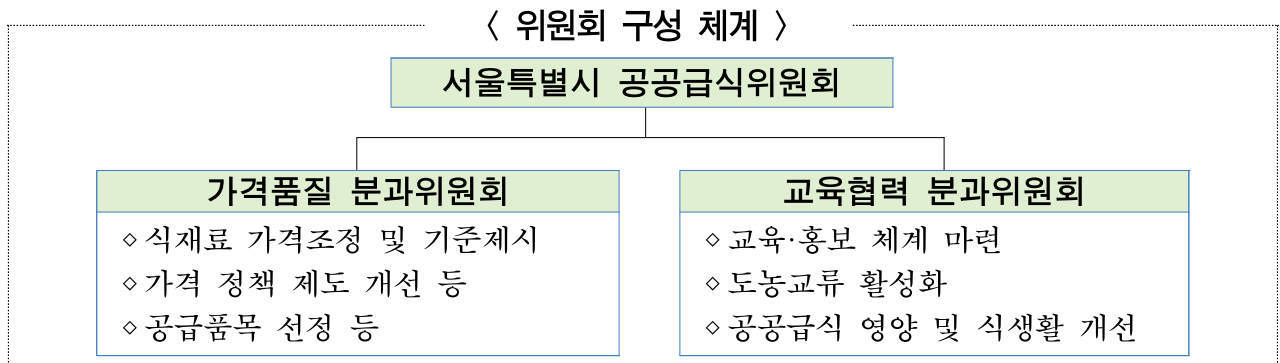 〈 위원회 구성 체계 〉
서울특별시 공공급식위원회
가격품질 분과위원회
◇ 식재료 가격조정 및 기준제시
◇ 가격 정책 제도 개선 등
◇ 공급품목 선정 등
교육협력 분과위원회
◇ 교육·홍보 체계 마련
◇ 도농교류 활성화
◇ 공공급식 영양 및 식생활 개선